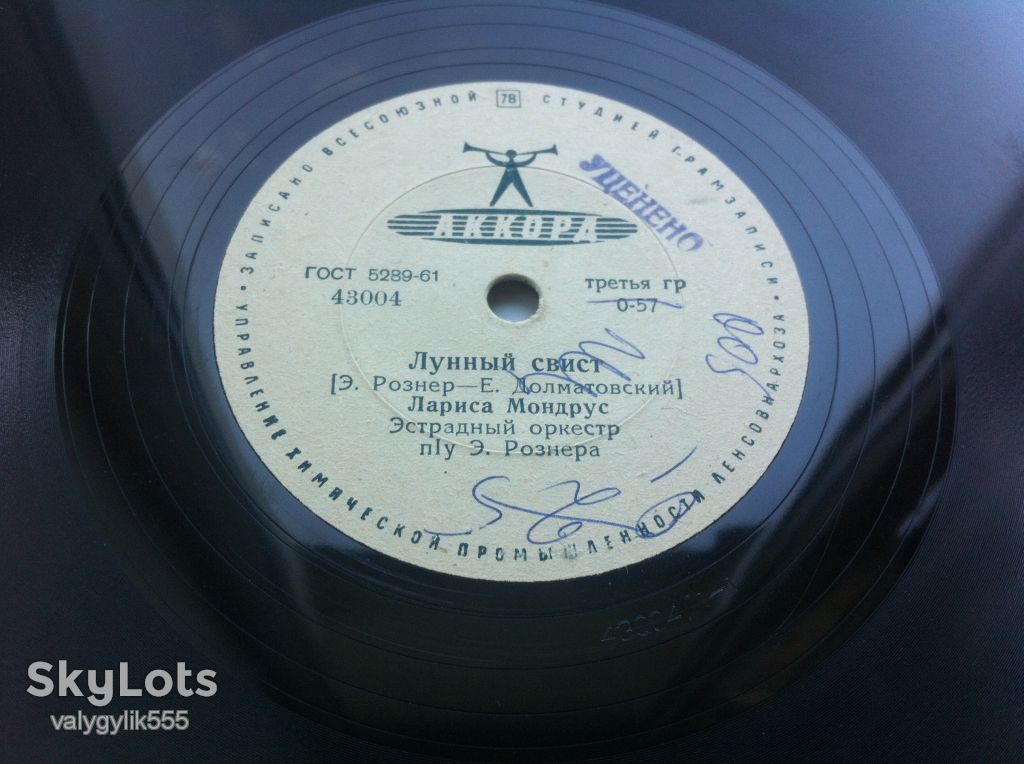 ЗАПИСАНО ВСЕСОЮЗНОЙ 78 СТУДИЕЙ ГРАМЗАПИСИ •
УЦЕНЕНО
АККОРД
ГОСТ 5289-61
43004
третья гр
0-57
Лунный свист
[Э. Рознер—Е. Долматовский]
Лариса Мондрус
Эстрадный оркестр
п/у Э. Рознера
• УПРАВЛЕНИЕ ХИМИЧЕСКОЙ ПРОМЫШЛЕННОСТИ ЛЕНСОВНАРХОЗА •
SkyLots
valygylik555